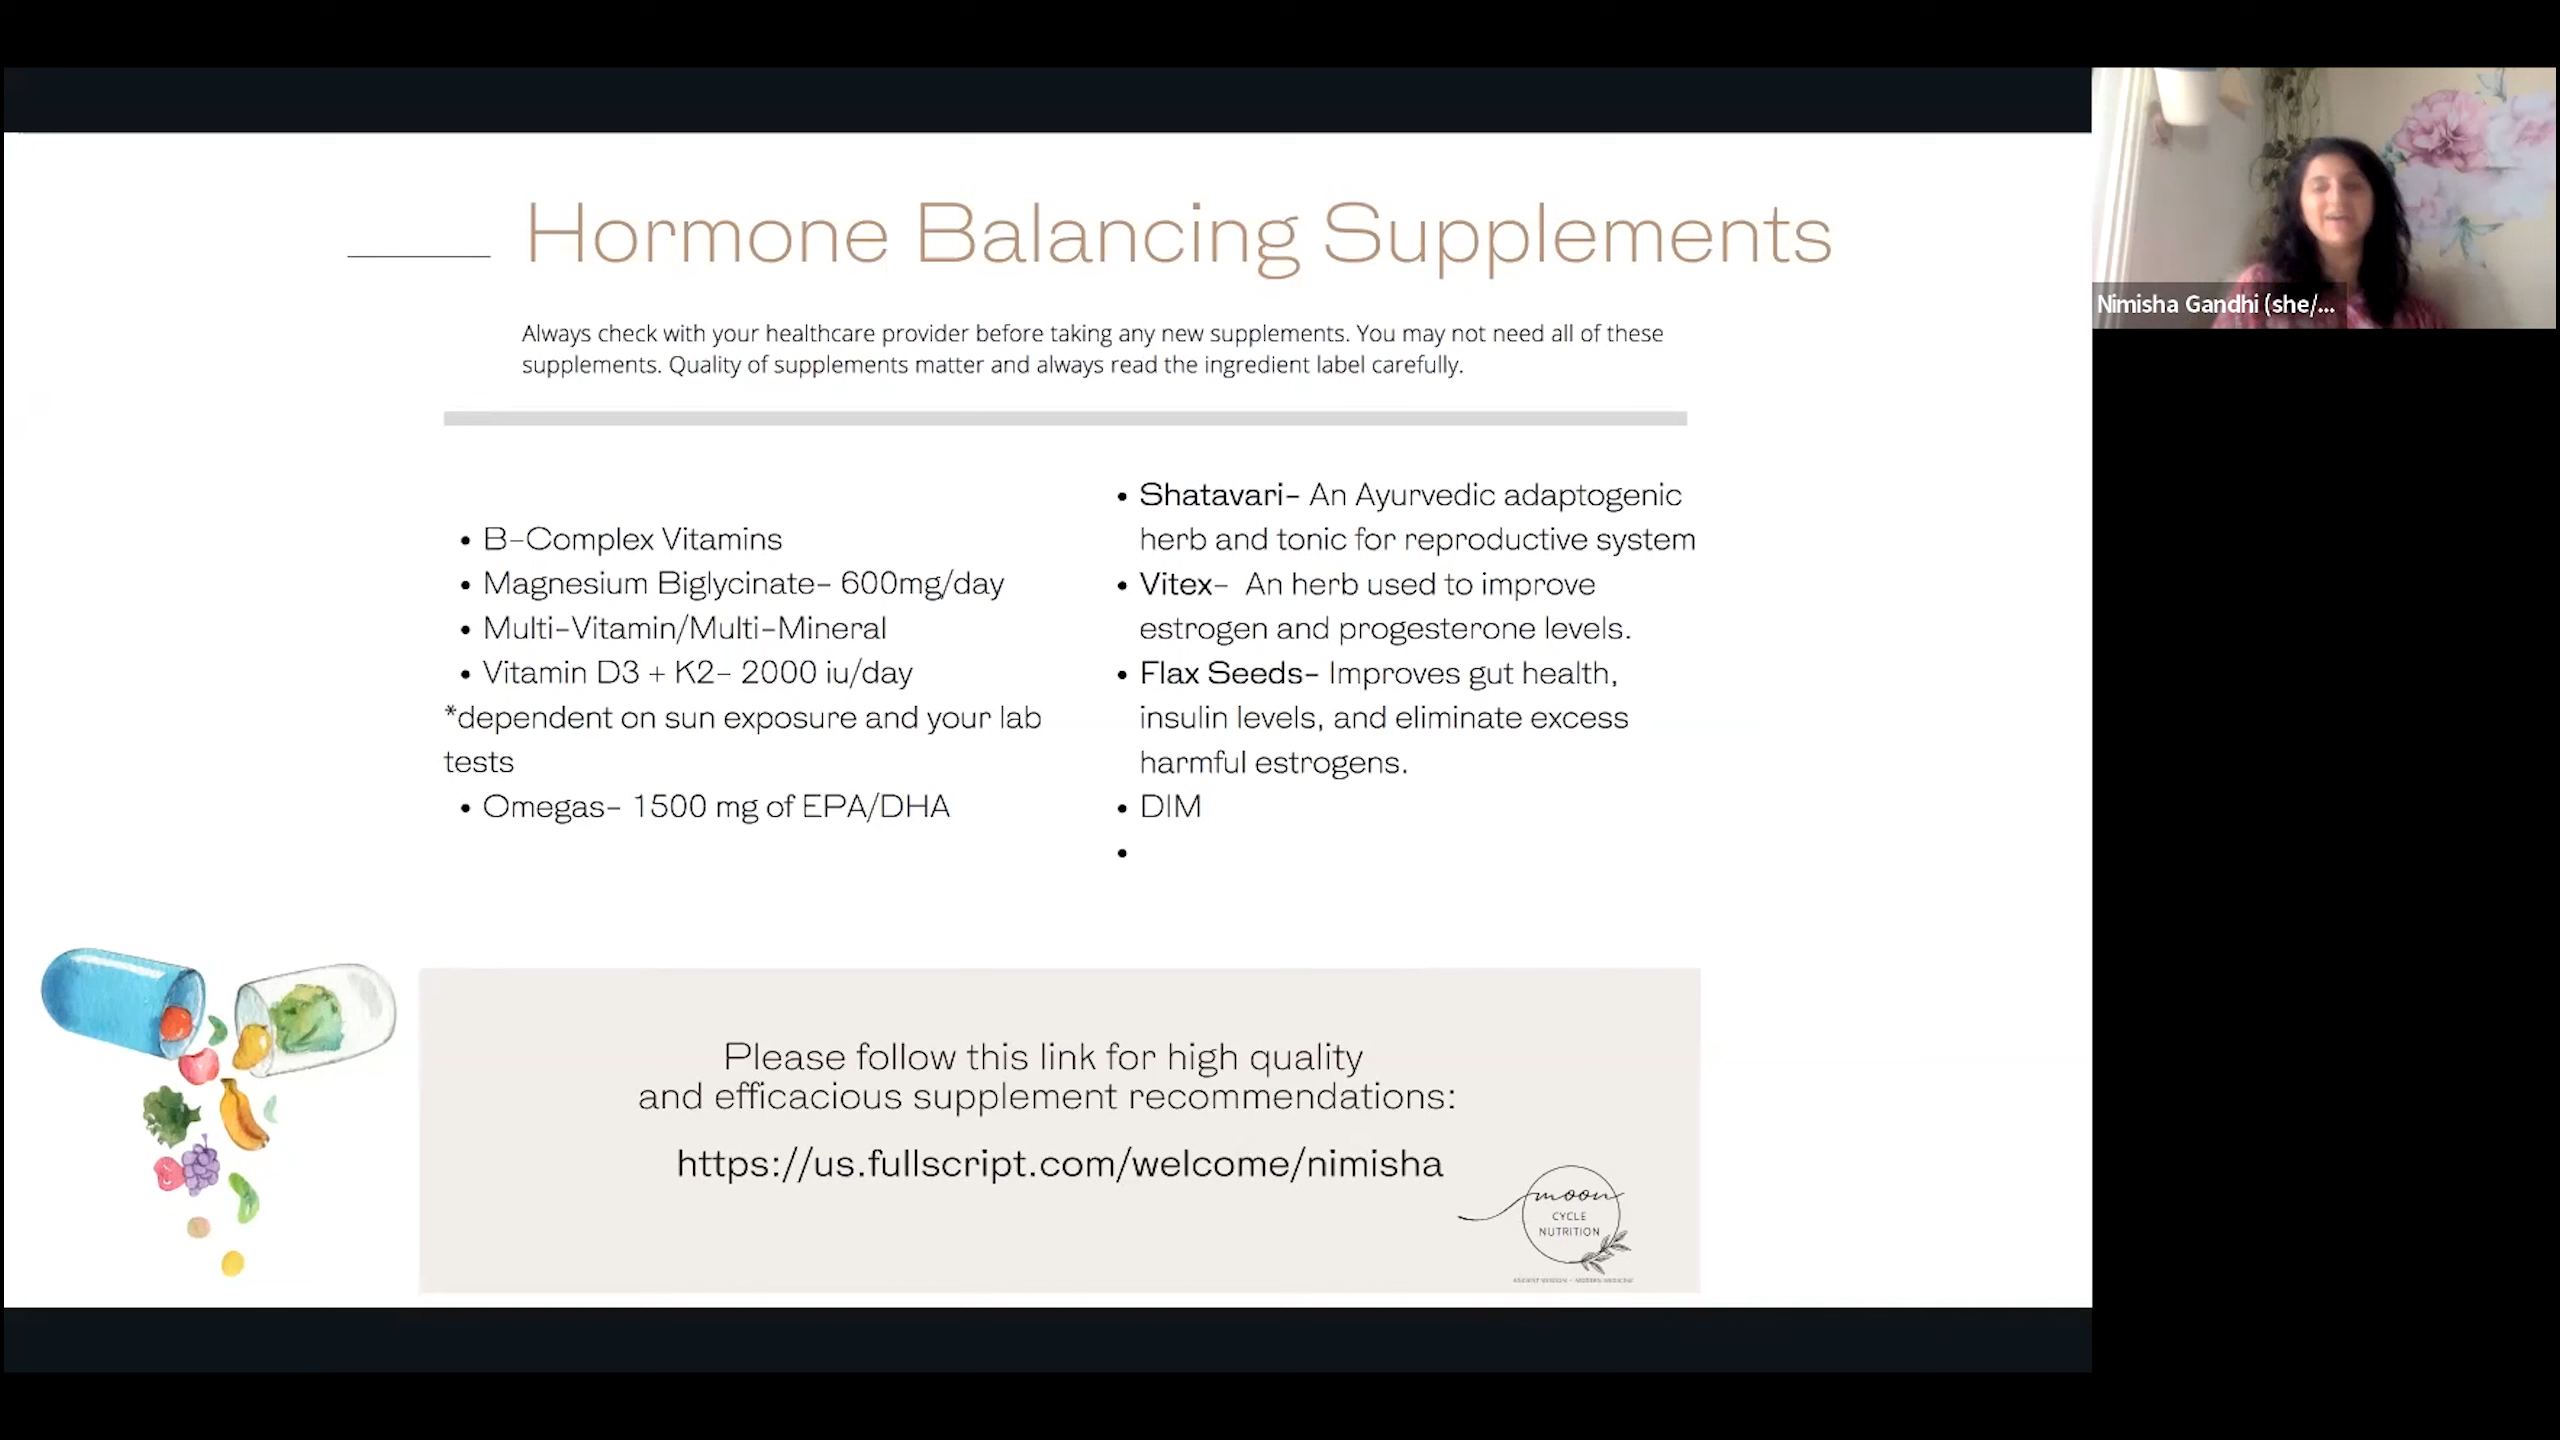 Hormone Balancing Supplements
Always check with your healthcare provider before taking any new supplements. You may not need all of these
supplements. Quality of supplements matter and always read the ingredient label carefully.
• B-Complex Vitamins
• Magnesium Biglycinate- 600mg/day
• Multi-Vitamin/Multi-Mineral
• Vitamin D3 + K2- 2000 iu/day
*dependent on sun exposure and your lab
tests
• Omegas- 1500 mg of EPA/DHA
• Shatavari- An Ayurvedic adaptogenic
herb and tonic for reproductive system
• Vitex- An herb used to improve
estrogen and progesterone levels.
• Flax Seeds- Improves gut health,
insulin levels, and eliminate excess
harmful estrogens.
• DIM
•
Please follow this link for high quality
and efficacious supplement recommendations:
https://us.fullscript.com/welcome/nimisha
moon
CYCLE
NUTRITION
ANCIENT WISDOM + MODERN MEDICINE
Nimisha Gandhi (she/...